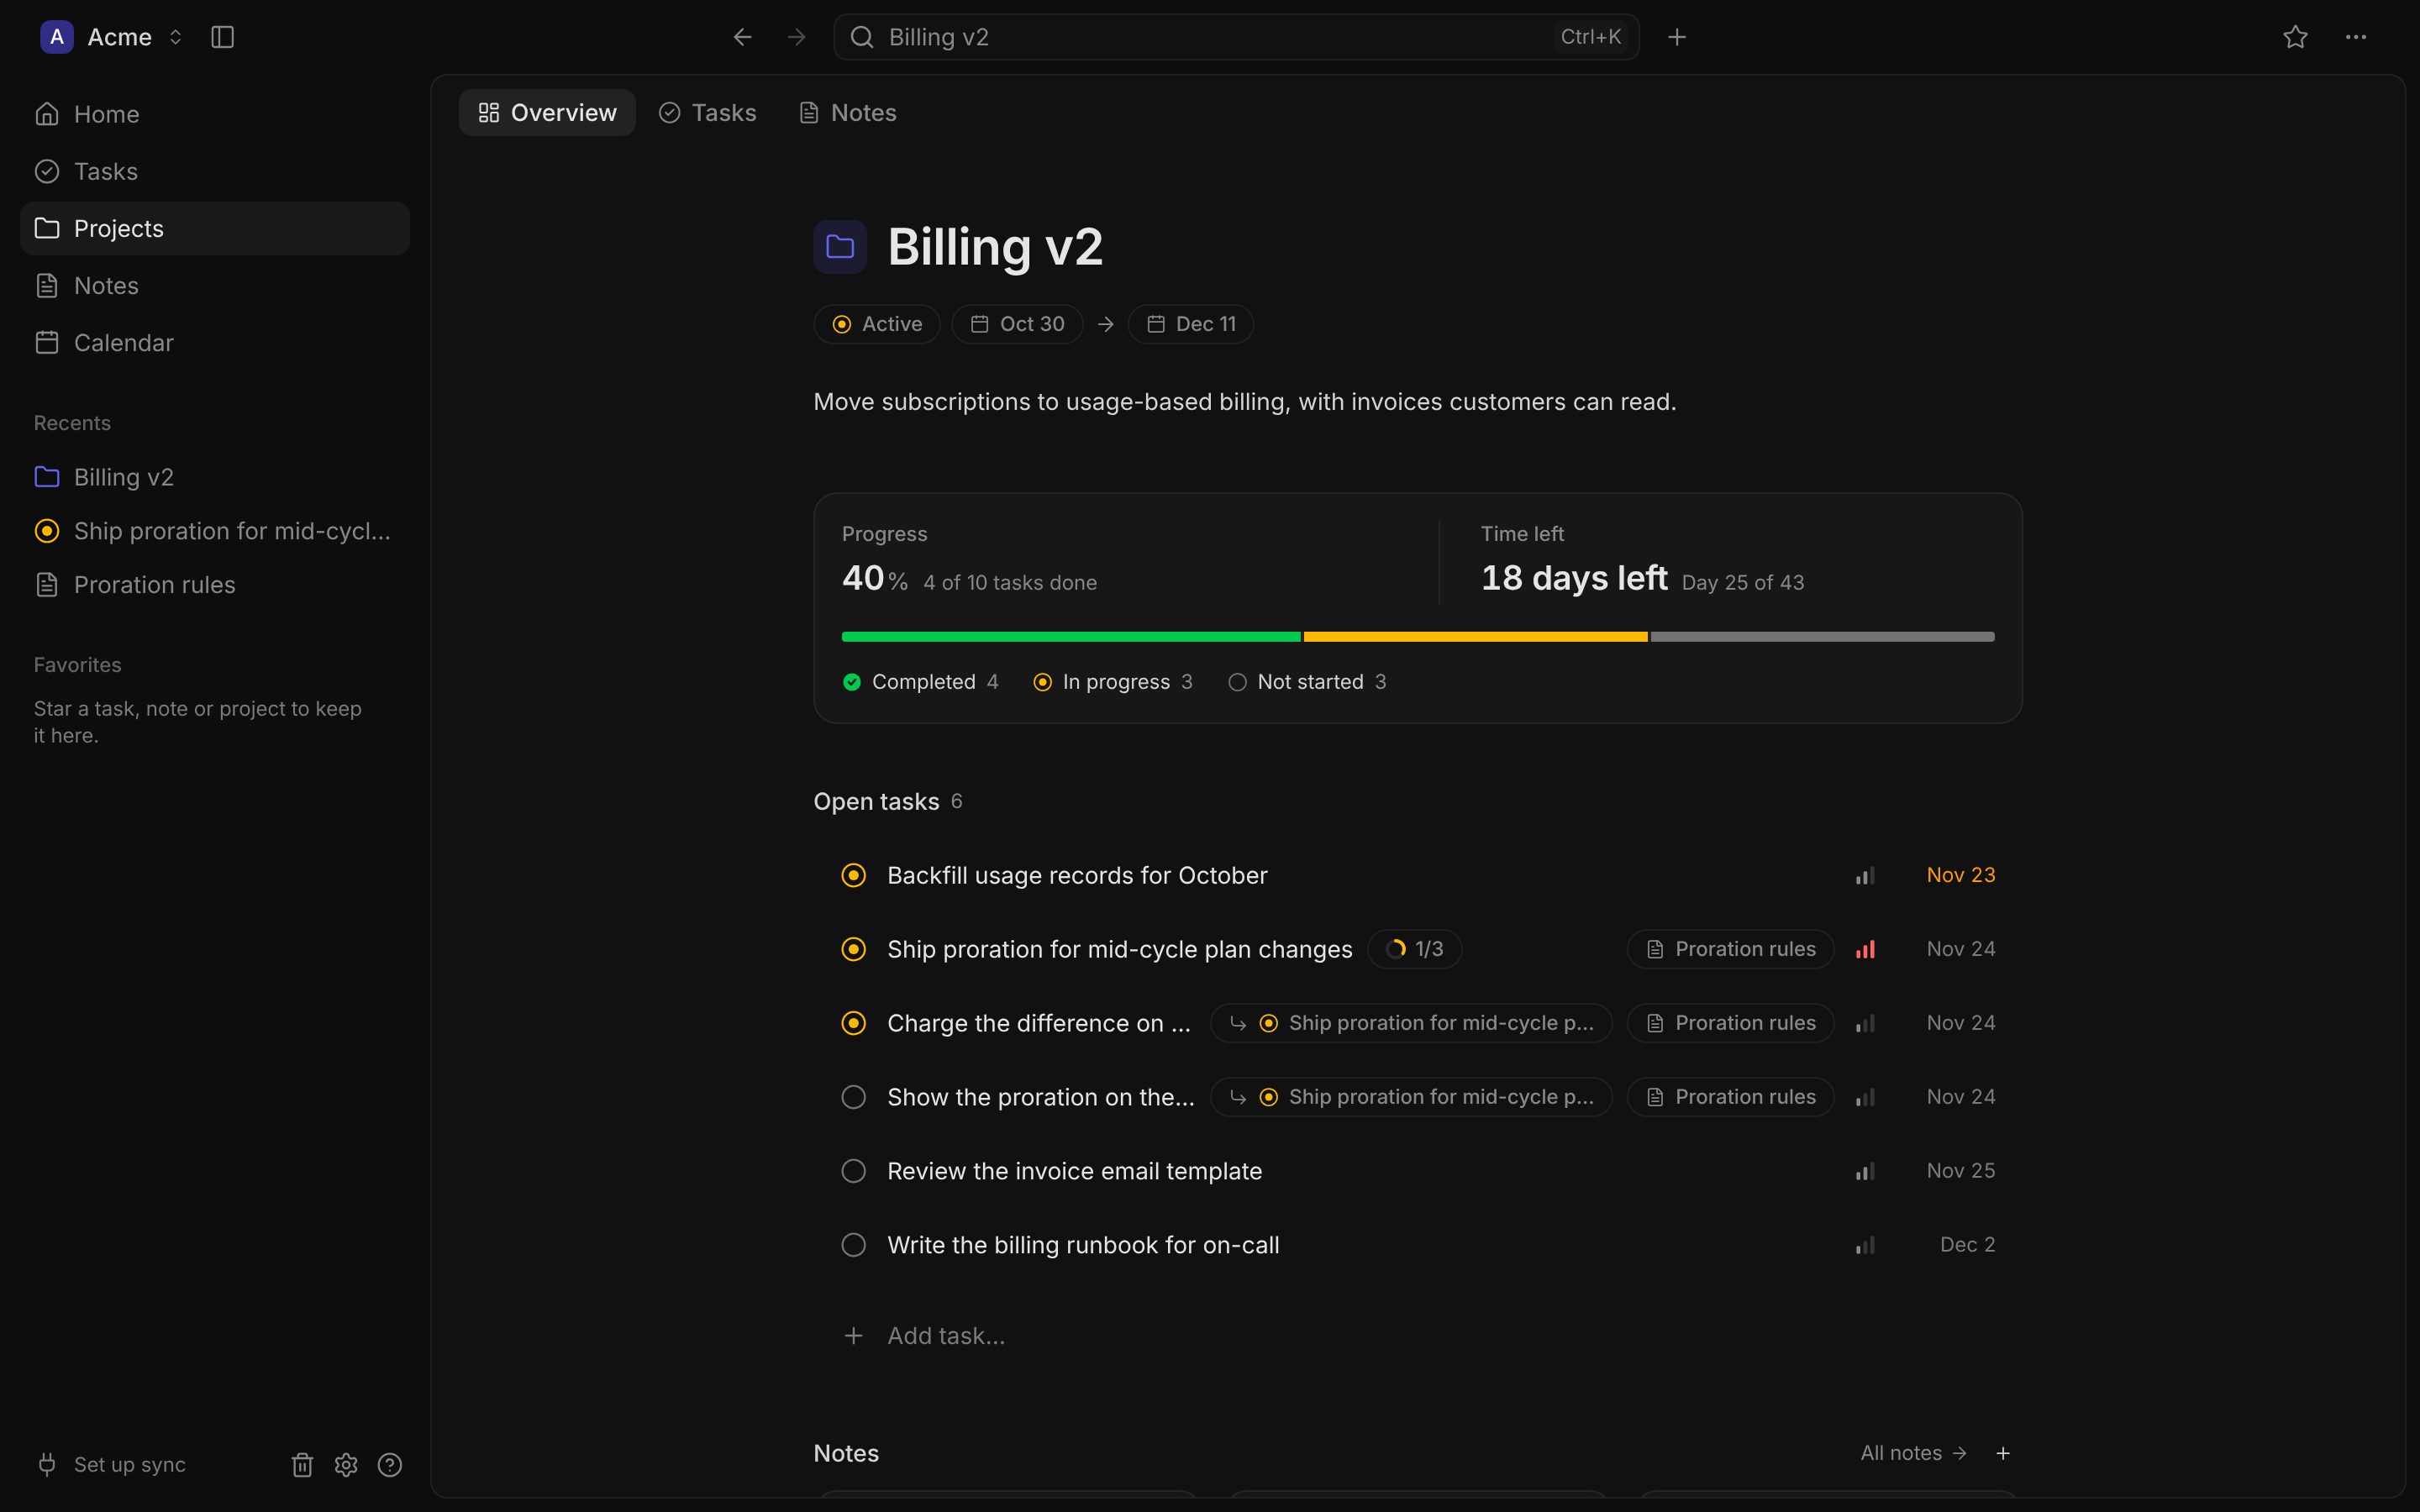 A Acme
Billing v2 Ctrl+K
Home
Tasks
Projects
Notes
Calendar
Recents
Billing v2
Ship proration for mid-cycl...
Proration rules
Favorites
Star a task, note or project to keep
it here.
Set up sync
Overview Tasks Notes
Billing v2
Active Oct 30 → Dec 11
Move subscriptions to usage-based billing, with invoices customers can read.
Progress
40% 4 of 10 tasks done
Time left
18 days left Day 25 of 43
Completed 4 In progress 3 Not started 3
Open tasks 6
Backfill usage records for October Nov 23
Ship proration for mid-cycle plan changes 1/3 Proration rules Nov 24
Charge the difference on ... Ship proration for mid-cycle p... Proration rules Nov 24
Show the proration on the... Ship proration for mid-cycle p... Proration rules Nov 24
Review the invoice email template Nov 25
Write the billing runbook for on-call Dec 2
Add task...
Notes All notes →